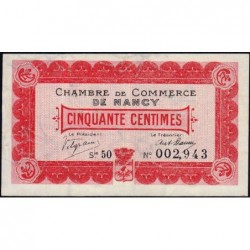 CHAMBRE DE COMMERCE
DE NANCY
CINQUANTE CENTIMES
Le Président
Le Trésorier
Sie 50 No 002,943